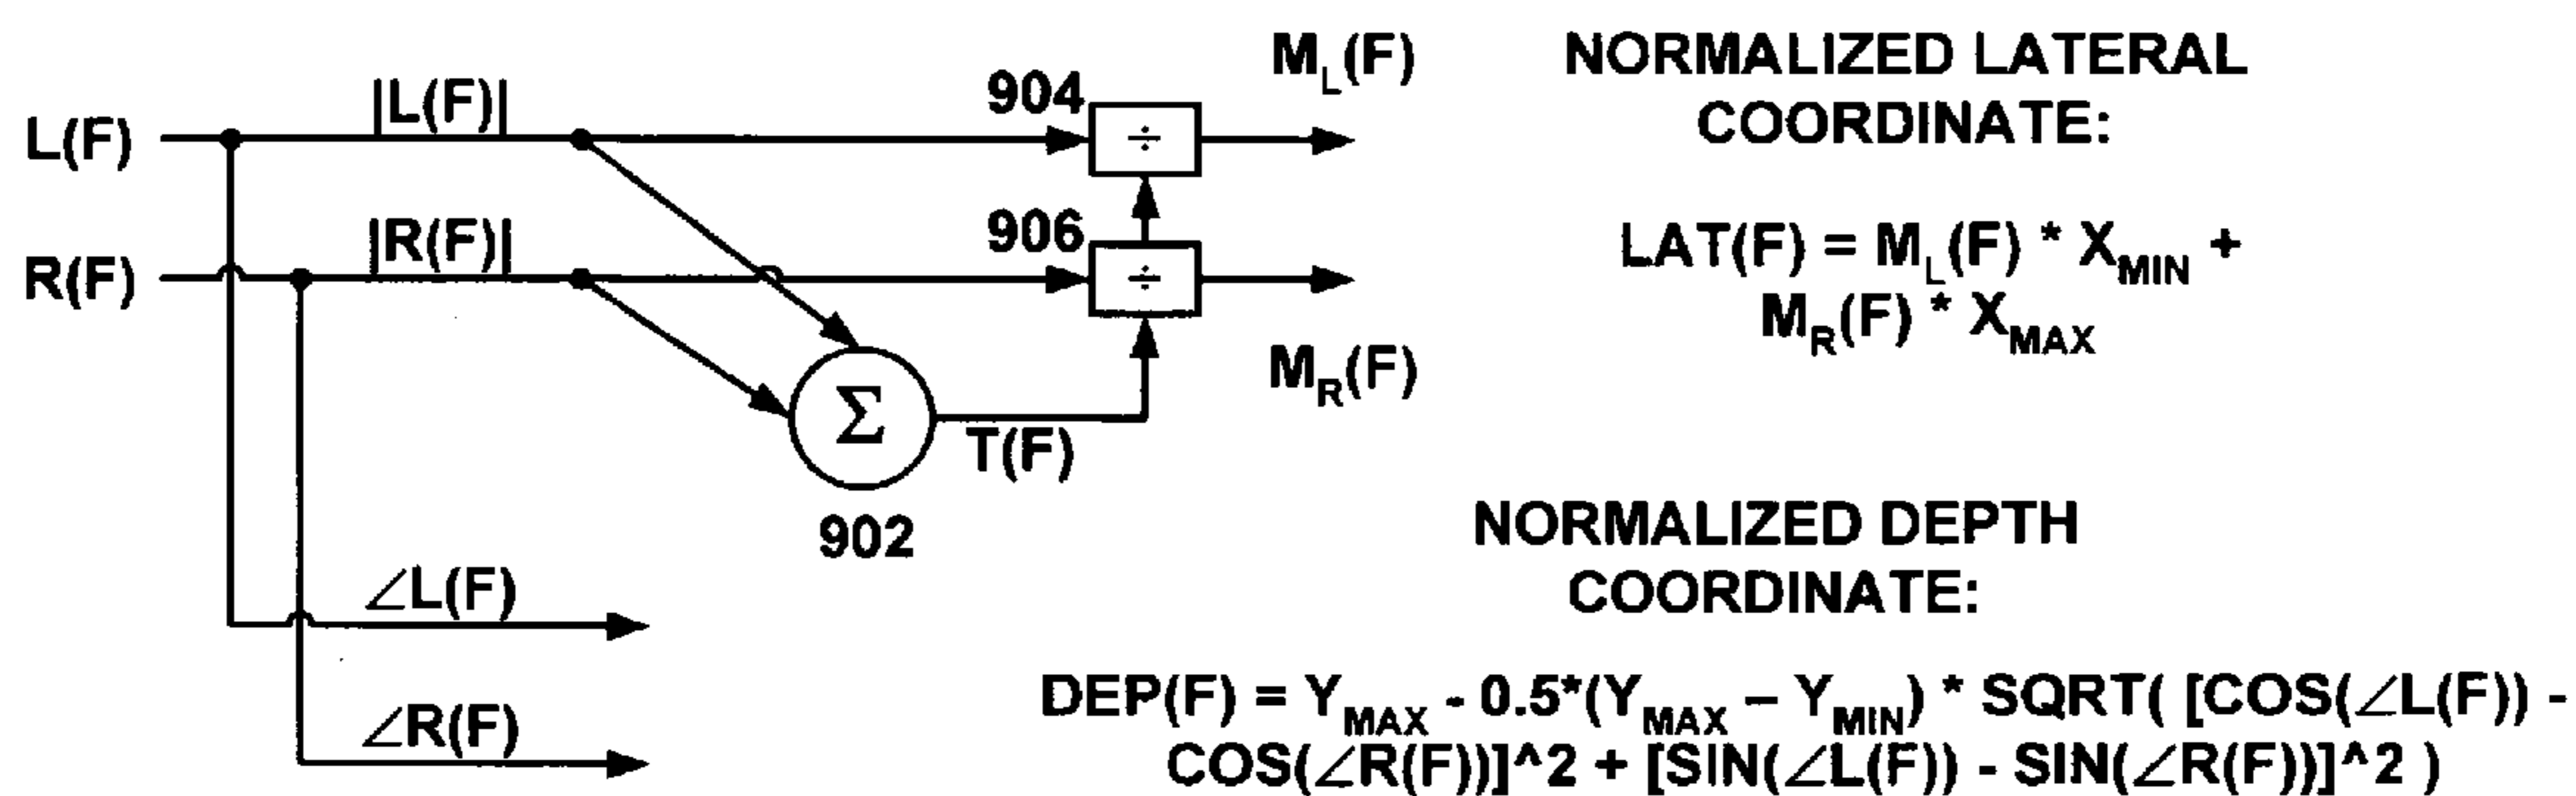 L(F)
|L(F)|
904
÷
M_L(F)
R(F)
|R(F)|
906
÷
M_R(F)
Σ
T(F)
902
∠L(F)
∠R(F)
NORMALIZED LATERAL
COORDINATE:
LAT(F) = M_L(F) * X_MIN +
M_R(F) * X_MAX
NORMALIZED DEPTH
COORDINATE:
DEP(F) = Y_MAX - 0.5*(Y_MAX – Y_MIN) * SQRT( [COS(∠L(F)) -
COS(∠R(F))]^2 + [SIN(∠L(F)) - SIN(∠R(F))]^2 )